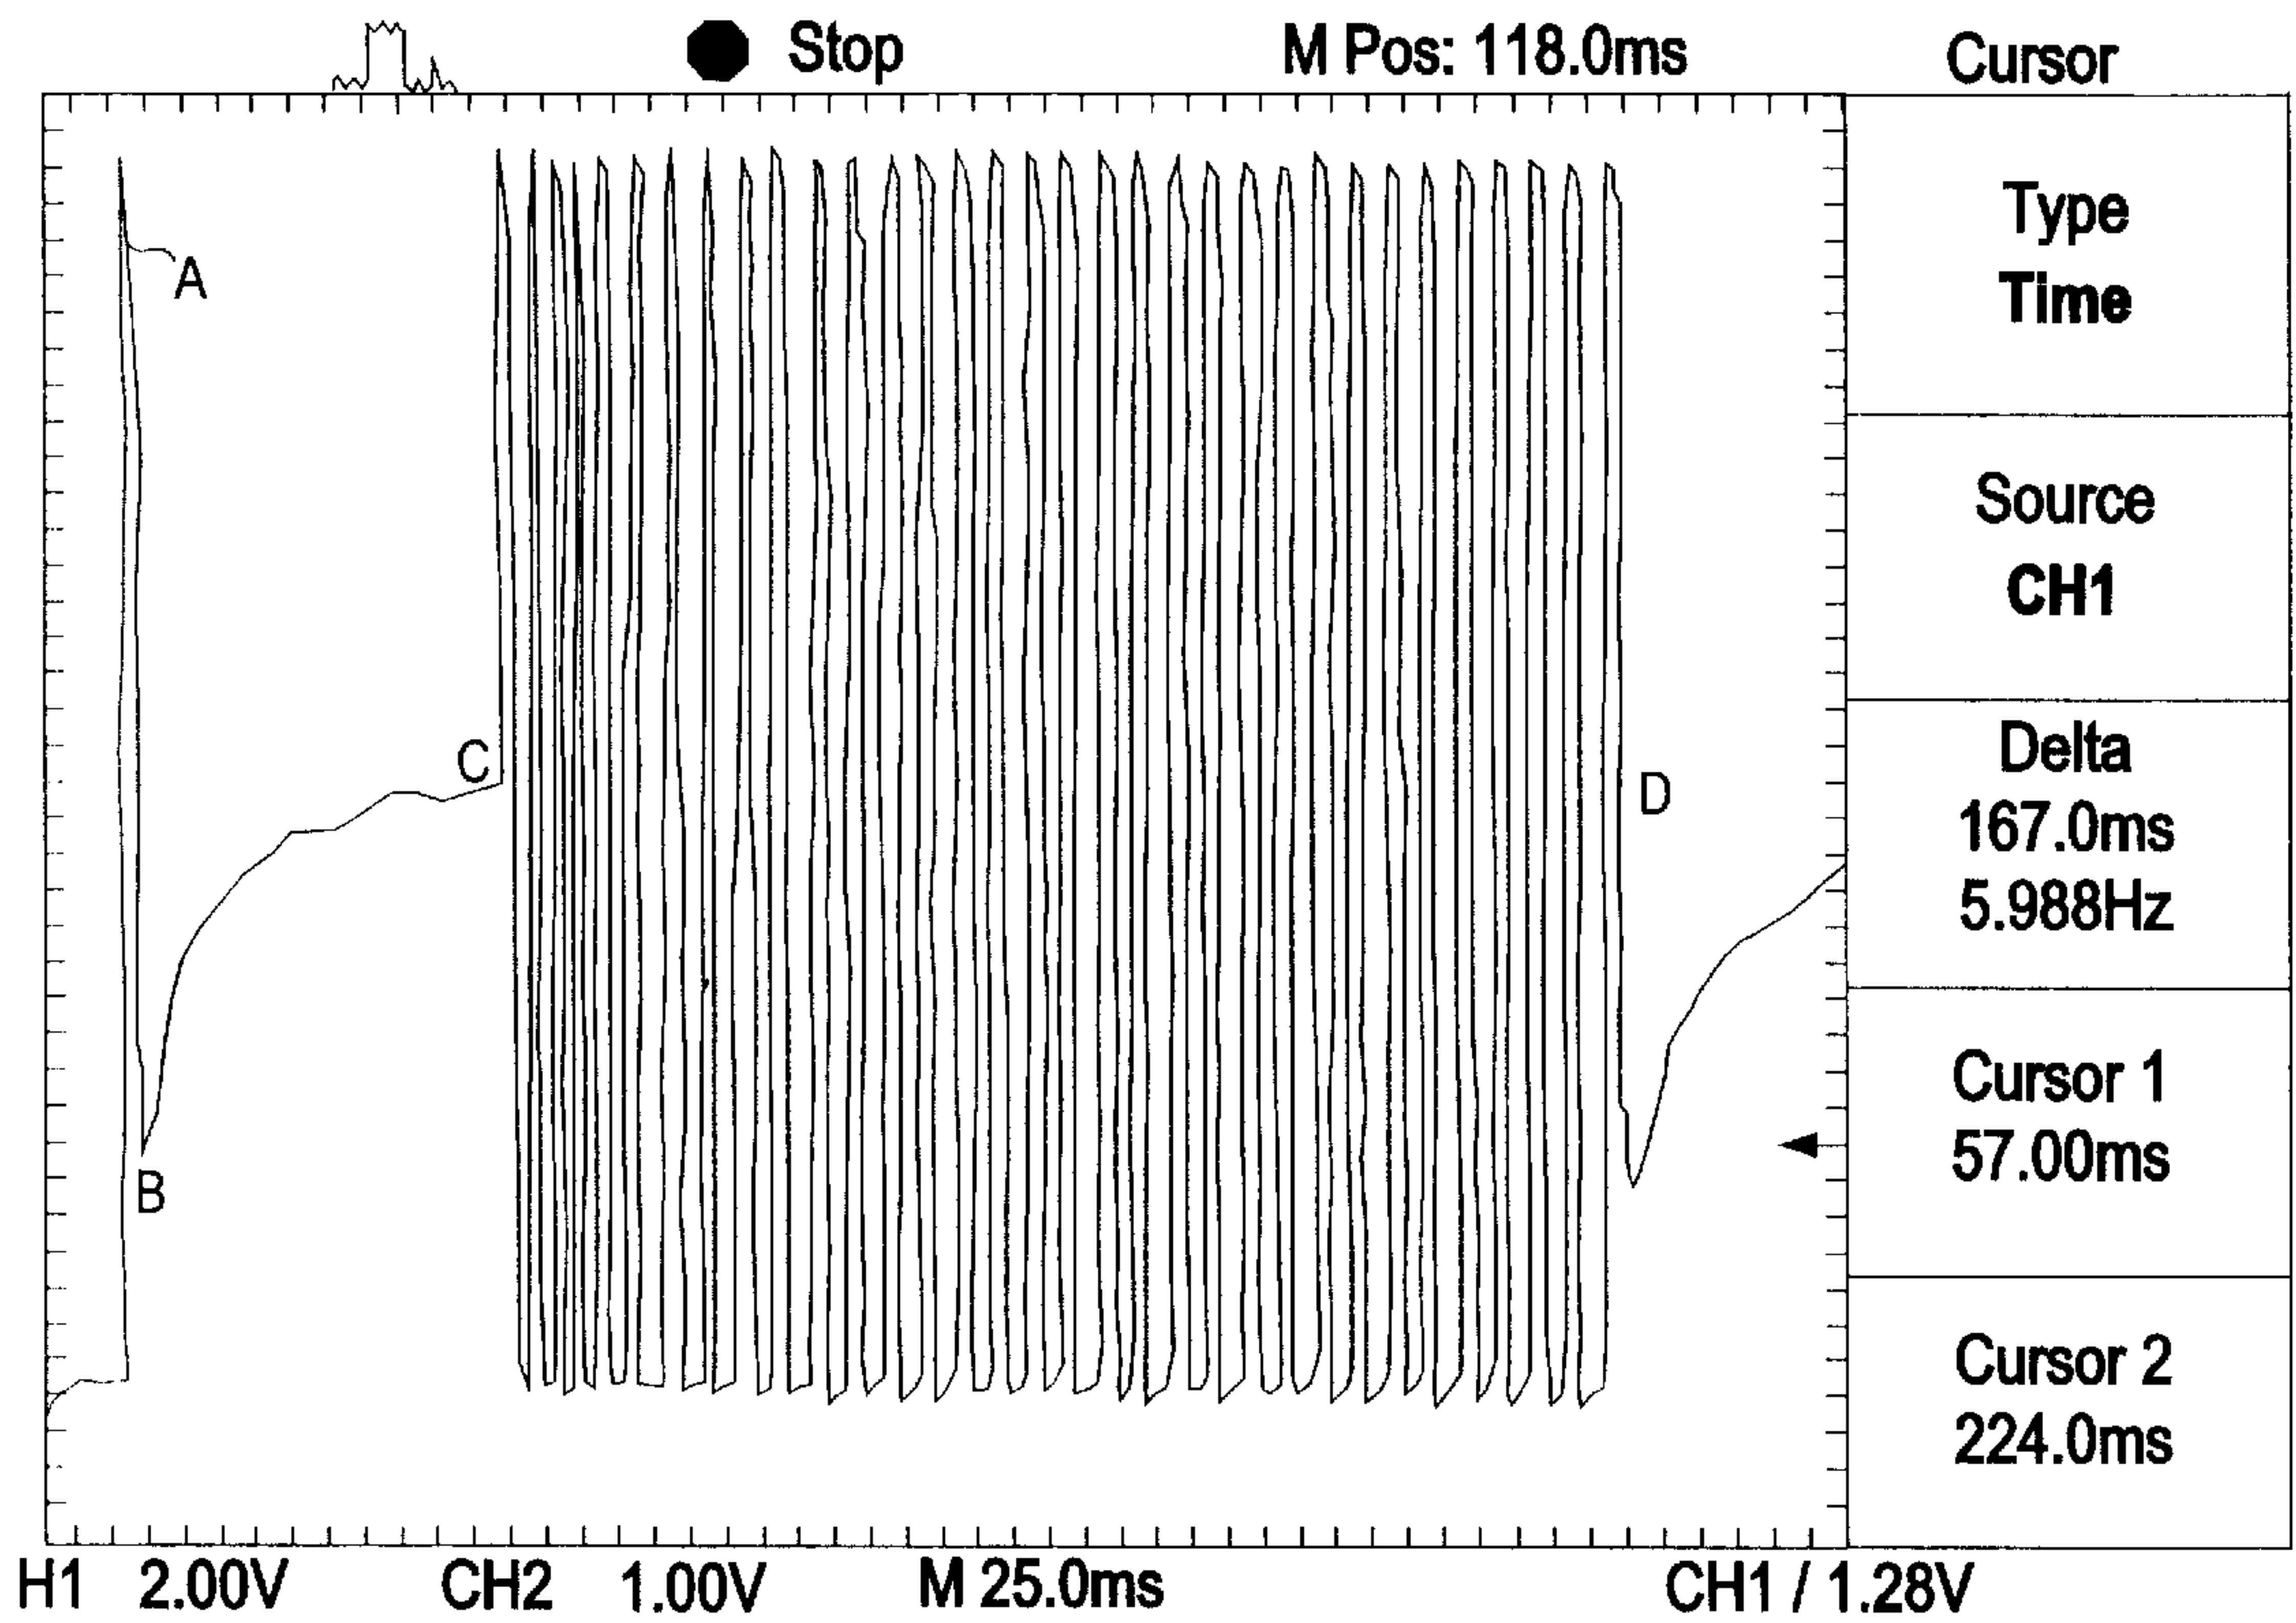 Stop M Pos: 118.0ms Cursor
Type
Time
A
Source
CH1
C
D
Delta
167.0ms
5.988Hz
B
Cursor 1
57.00ms
Cursor 2
224.0ms
H1 2.00V CH2 1.00V M 25.0ms CH1 / 1.28V